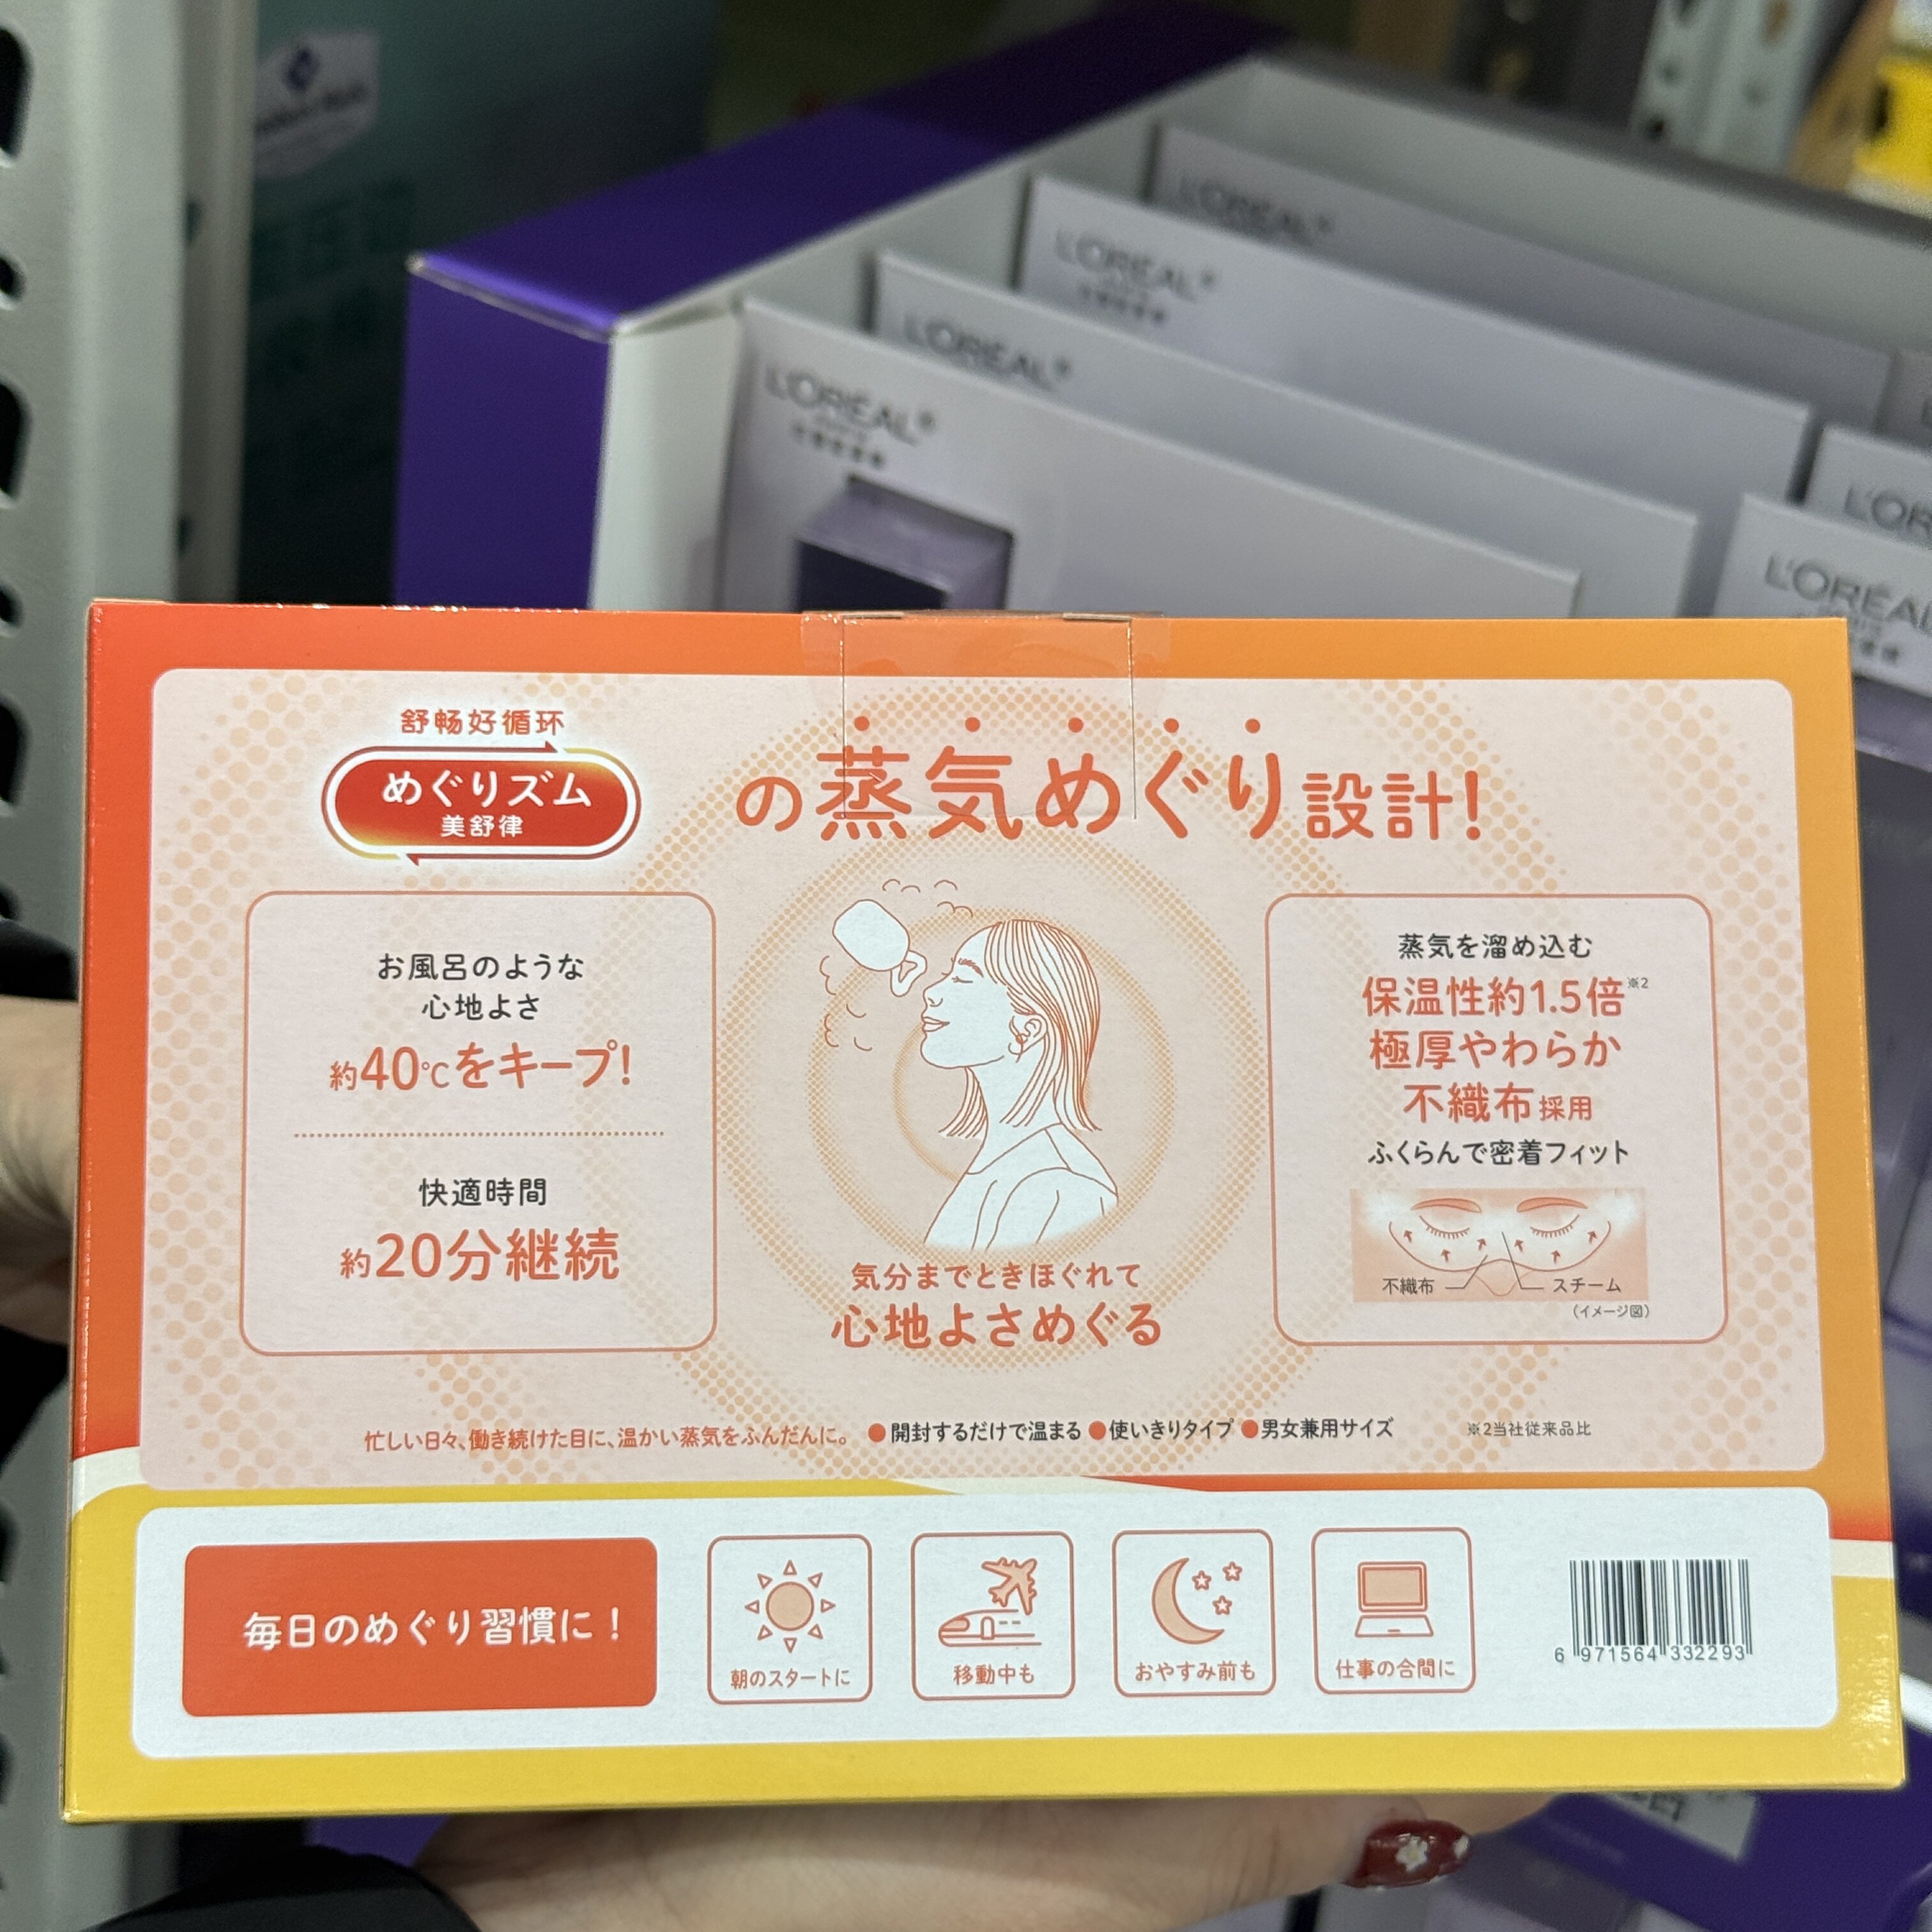 L'ORÉAL
L'ORÉAL
L'ORÉAL
L'ORÉAL
L'ORÉAL
舒畅好循环
めぐりズム
美舒律
の蒸気めぐり設計!
お風呂のような
心地よさ
約40℃をキープ!
快適時間
約20分継続
気分までときほぐれて
心地よさめぐる
蒸気を溜め込む
保温性約1.5倍※2
極厚やわらか
不織布採用
ふくらんで密着フィット
不織布 スチーム
(イメージ図)
忙しい日々、働き続けた目に、温かい蒸気をふんだんに。 ●開封するだけで温まる ●使いきりタイプ ●男女兼用サイズ ※2当社従来品比
毎日のめぐり習慣に!
朝のスタートに
移動中も
おやすみ前も
仕事の合間に
6 971564 332293